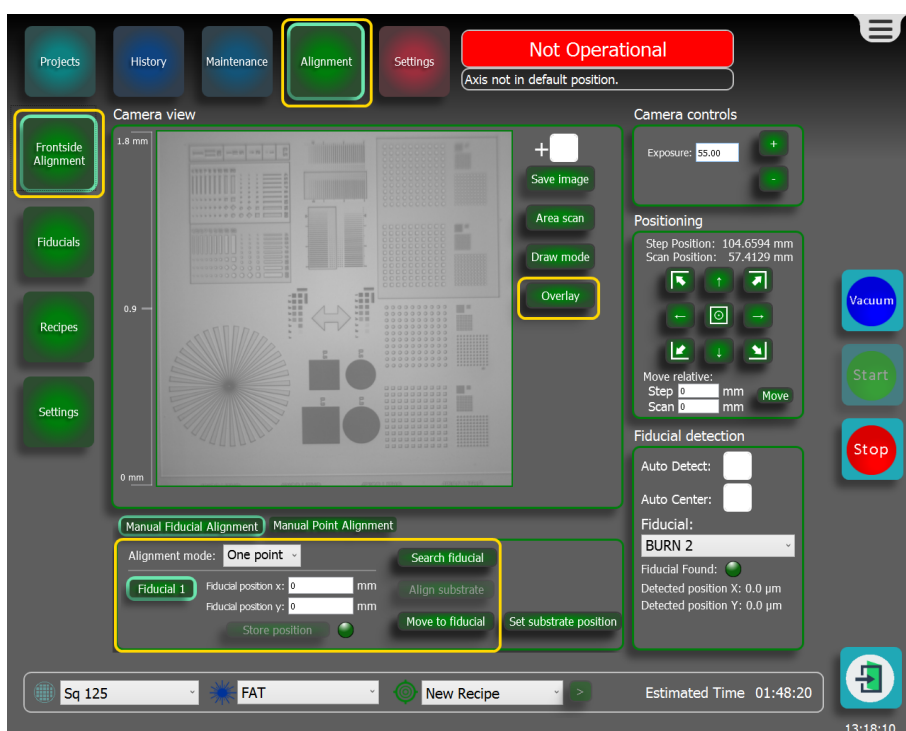 Projects
History
Maintenance
Alignment
Settings
Not Operational
Axis not in default position.
Frontside
Alignment
Fiducials
Recipes
Settings
Camera view
1.8 mm
0.9
0 mm
+
Save image
Area scan
Draw mode
Overlay
Camera controls
Exposure: 55.00
+
-
Positioning
Step Position: 104.6594 mm
Scan Position: 57.4129 mm
Move relative:
Step 0 mm
Scan 0 mm
Move
Fiducial detection
Auto Detect:
Auto Center:
Fiducial:
BURN 2
Fiducial Found:
Detected position X: 0.0 µm
Detected position Y: 0.0 µm
Vacuum
Start
Stop
Manual Fiducial Alignment
Manual Point Alignment
Alignment mode: One point
Search fiducial
Fiducial 1
Fiducial position x: 0 mm
Align substrate
Fiducial position y: 0 mm
Store position
Move to fiducial
Set substrate position
Sq 125
FAT
New Recipe
>
Estimated Time 01:48:20
13:18:10